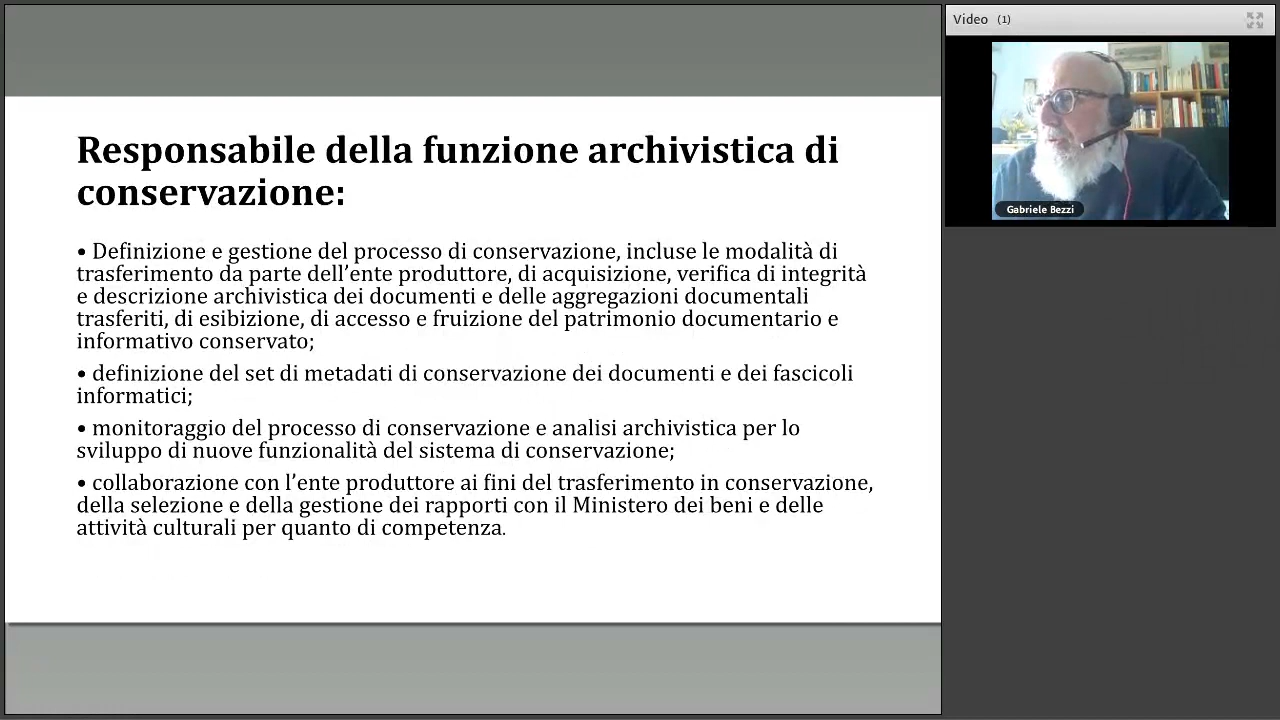 Responsabile della funzione archivistica di
conservazione:
• Definizione e gestione del processo di conservazione, incluse le modalità di
trasferimento da parte dell’ente produttore, di acquisizione, verifica di integrità
e descrizione archivistica dei documenti e delle aggregazioni documentali
trasferiti, di esibizione, di accesso e fruizione del patrimonio documentario e
informativo conservato;
• definizione del set di metadati di conservazione dei documenti e dei fascicoli
informatici;
• monitoraggio del processo di conservazione e analisi archivistica per lo
sviluppo di nuove funzionalità del sistema di conservazione;
• collaborazione con l’ente produttore ai fini del trasferimento in conservazione,
della selezione e della gestione dei rapporti con il Ministero dei beni e delle
attività culturali per quanto di competenza.
Video (1)
Gabriele Bezzi